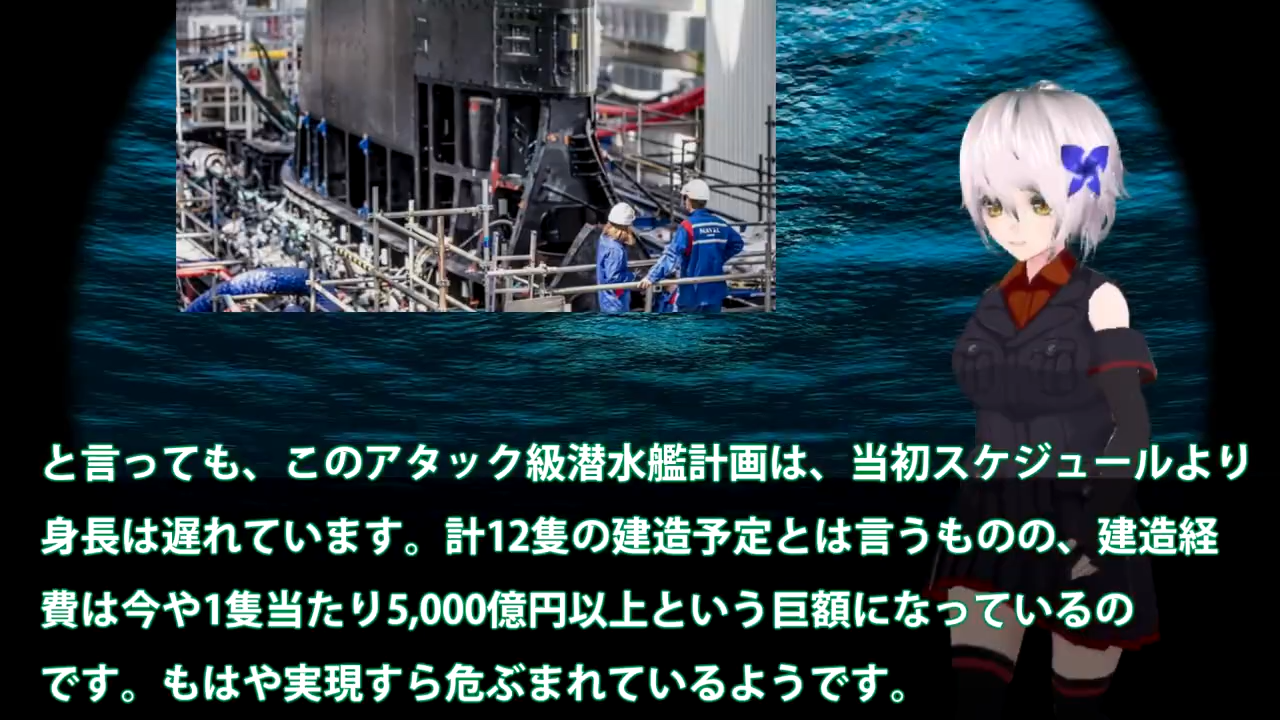 NAVAL
と言っても、このアタック級潜水艦計画は、当初スケジュールより
身長は遅れています。計12隻の建造予定とは言うものの、建造経
費は今や1隻当たり5,000億円以上という巨額になっているの
です。もはや実現すら危ぶまれているようです。